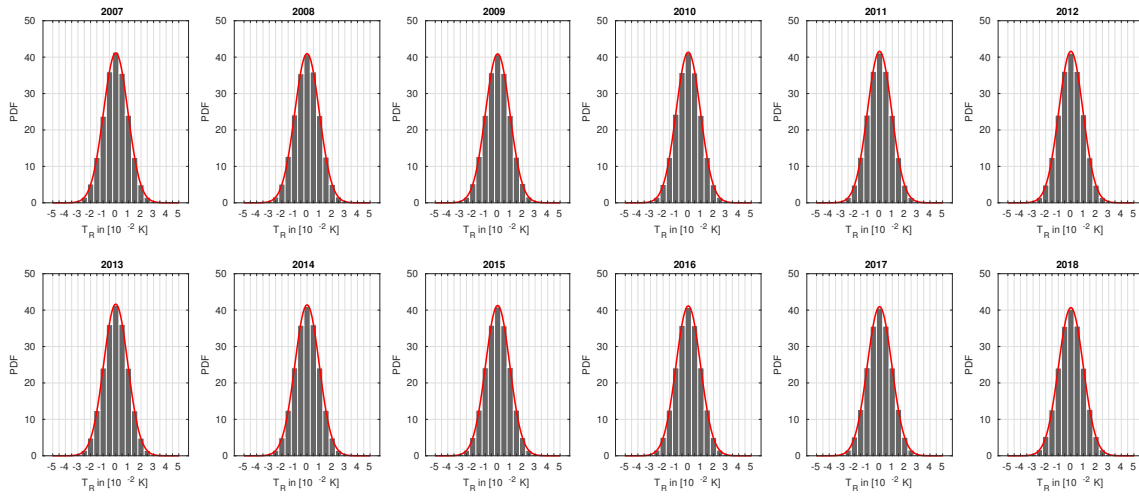 2007 2008 2009 2010 2011 2012
50 50 50 50 50 50
40 40 40 40 40 40
30 30 30 30 30 30
20 20 20 20 20 20
10 10 10 10 10 10
0 0 0 0 0 0
PDF PDF PDF PDF PDF PDF
-5 -4 -3 -2 -1 0 1 2 3 4 5 -5 -4 -3 -2 -1 0 1 2 3 4 5 -5 -4 -3 -2 -1 0 1 2 3 4 5 -5 -4 -3 -2 -1 0 1 2 3 4 5 -5 -4 -3 -2 -1 0 1 2 3 4 5 -5 -4 -3 -2 -1 0 1 2 3 4 5
T_R in [10 ^-2 K] T_R in [10 ^-2 K] T_R in [10 ^-2 K] T_R in [10 ^-2 K] T_R in [10 ^-2 K] T_R in [10 ^-2 K]
2013 2014 2015 2016 2017 2018
50 50 50 50 50 50
40 40 40 40 40 40
30 30 30 30 30 30
20 20 20 20 20 20
10 10 10 10 10 10
0 0 0 0 0 0
PDF PDF PDF PDF PDF PDF
-5 -4 -3 -2 -1 0 1 2 3 4 5 -5 -4 -3 -2 -1 0 1 2 3 4 5 -5 -4 -3 -2 -1 0 1 2 3 4 5 -5 -4 -3 -2 -1 0 1 2 3 4 5 -5 -4 -3 -2 -1 0 1 2 3 4 5 -5 -4 -3 -2 -1 0 1 2 3 4 5
T_R in [10 ^-2 K] T_R in [10 ^-2 K] T_R in [10 ^-2 K] T_R in [10 ^-2 K] T_R in [10 ^-2 K] T_R in [10 ^-2 K]